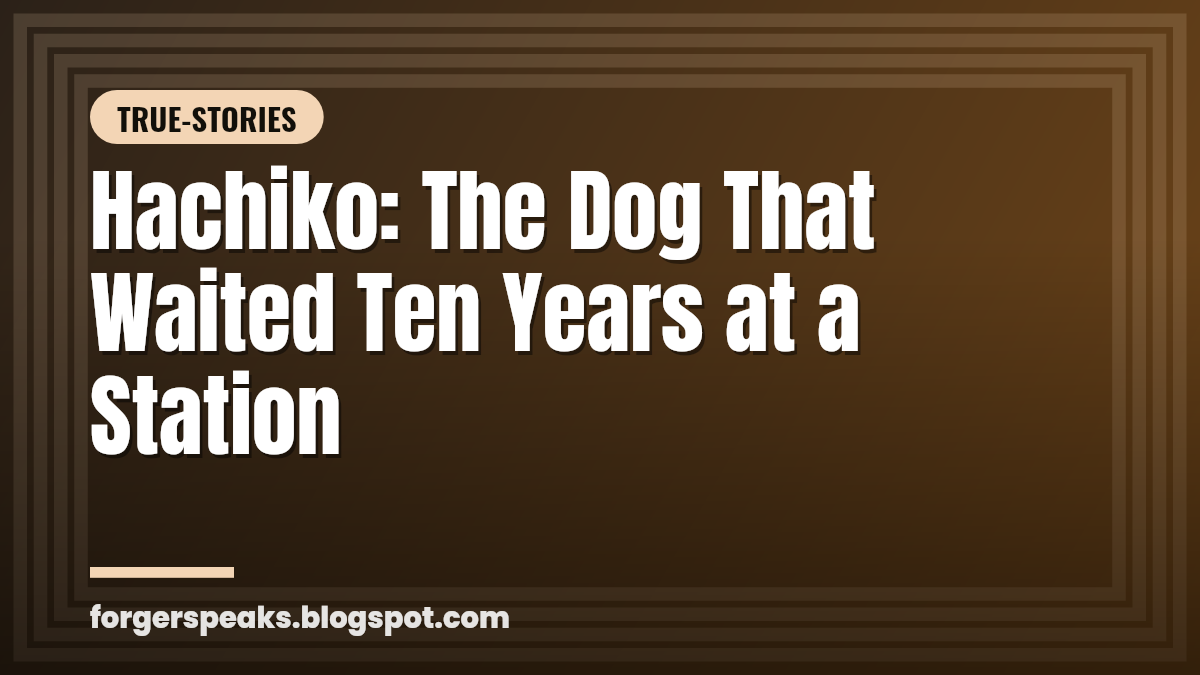 TRUE-STORIES
Hachiko: The Dog That
Waited Ten Years at a
Station
forgerspeaks.blogspot.com